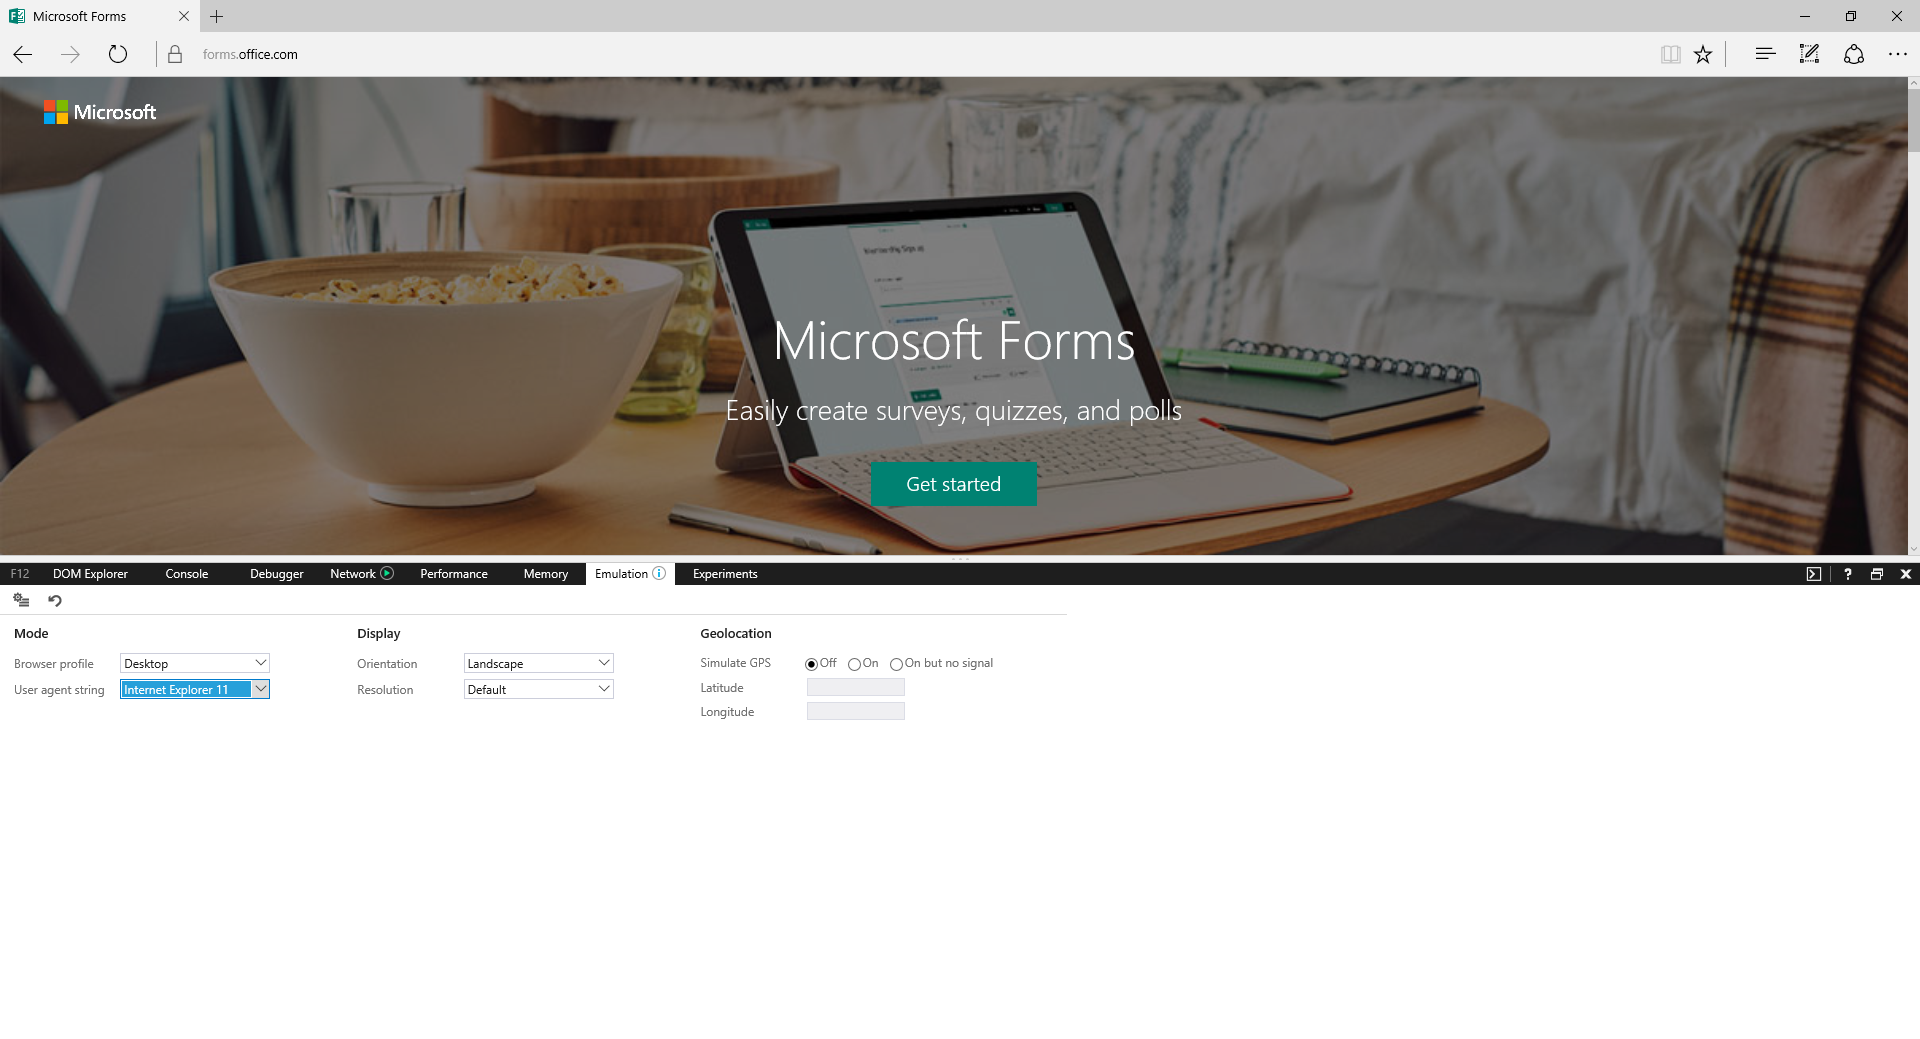 Microsoft Forms
forms.office.com
Microsoft
Microsoft Forms
Easily create surveys, quizzes, and polls
Get started
F12 DOM Explorer Console Debugger Network Performance Memory Emulation Experiments
Mode Display Geolocation
Browser profile Desktop Orientation Landscape Simulate GPS Off On On but no signal
User agent string Internet Explorer 11 Resolution Default Latitude
Longitude